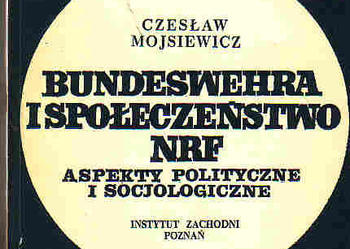 CZESŁAW
MOJSIEWICZ
BUNDESWEHRA
I SPOŁECZEŃSTWO
NRF
ASPEKTY POLITYCZNE
I SOCJOLOGICZNE
INSTYTUT ZACHODNI
POZNAŃ